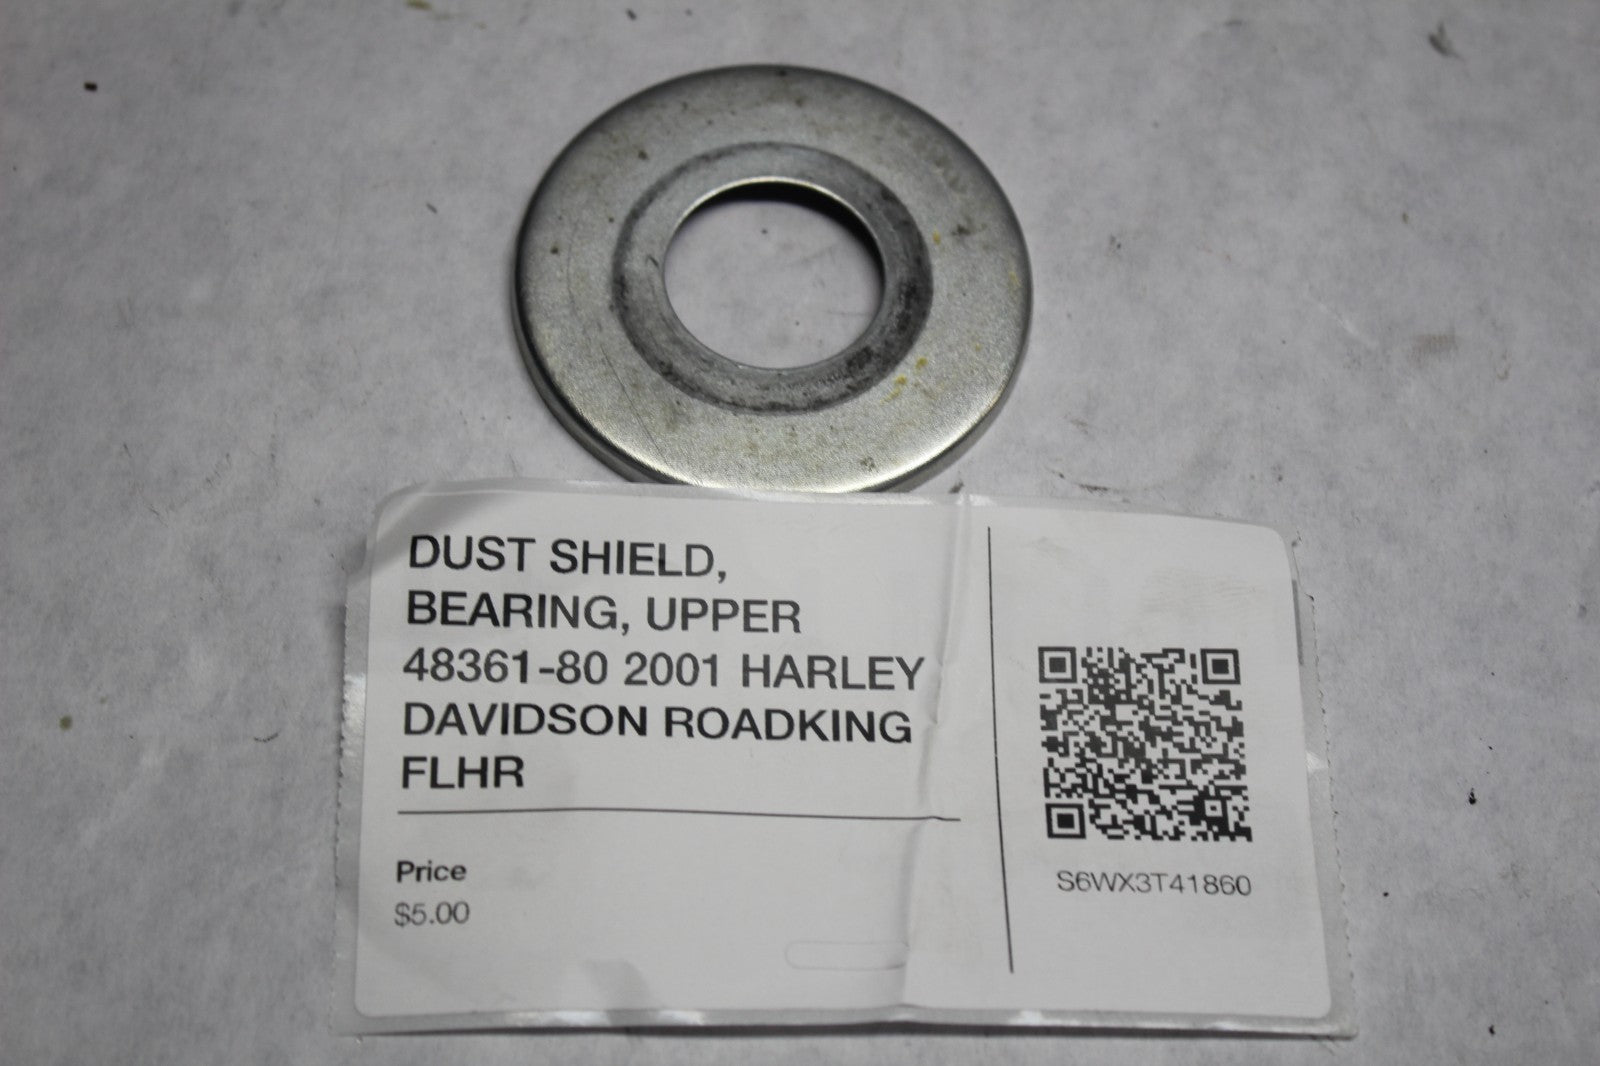 DUST SHIELD,
BEARING, UPPER
48361-80 2001 HARLEY
DAVIDSON ROADKING
FLHR
Price
$5.00
S6WX3T41860